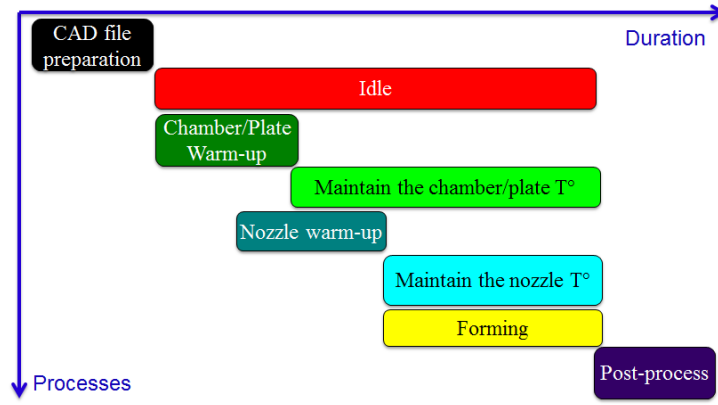 CAD file
preparation
Duration
Idle
Chamber/Plate
Warm-up
Maintain the chamber/plate T°
Nozzle warm-up
Maintain the nozzle T°
Forming
Post-process
Processes